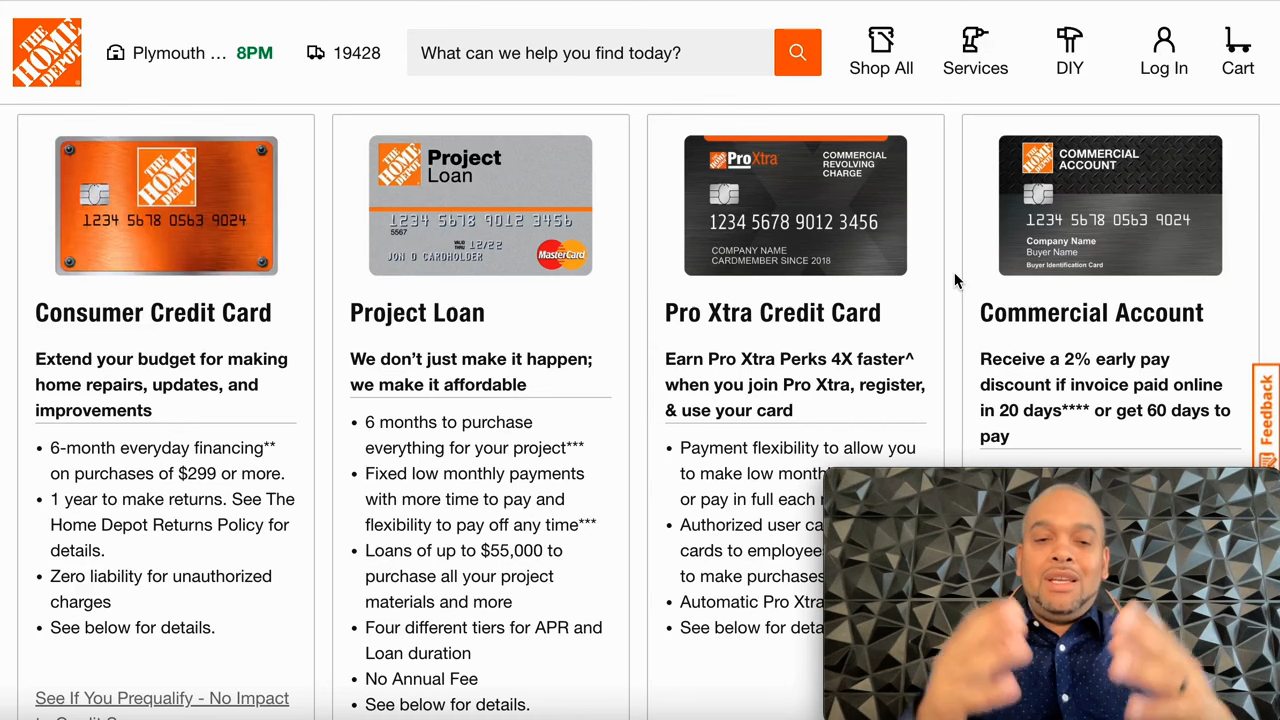 THE HOME DEPOT
Plymouth ... 8PM
19428
What can we help you find today?
Shop All
Services
DIY
Log In
Cart
THE HOME DEPOT
1234 5678 0563 9024
Consumer Credit Card
Extend your budget for making
home repairs, updates, and
improvements
• 6-month everyday financing**
on purchases of $299 or more.
• 1 year to make returns. See The
Home Depot Returns Policy for
details.
• Zero liability for unauthorized
charges
• See below for details.
See If You Prequalify - No Impact
THE HOME DEPOT
Project
Loan
1234 5678 9012 3456
5567
VALID THRU 12/22
JON D CARDHOLDER
MasterCard
Project Loan
We don’t just make it happen;
we make it affordable
• 6 months to purchase
everything for your project***
• Fixed low monthly payments
with more time to pay and
flexibility to pay off any time***
• Loans of up to $55,000 to
purchase all your project
materials and more
• Four different tiers for APR and
Loan duration
• No Annual Fee
• See below for details.
THE HOME DEPOT
ProXtra
COMMERCIAL
REVOLVING
CHARGE
1234 5678 9012 3456
COMPANY NAME
CARDMEMBER SINCE 2018
Pro Xtra Credit Card
Earn Pro Xtra Perks 4X faster^
when you join Pro Xtra, register,
& use your card
• Payment flexibility to allow you
to make low month
or pay in full each
• Authorized user ca
cards to employee
to make purchases
• Automatic Pro Xtra
• See below for deta
THE HOME DEPOT
COMMERCIAL
ACCOUNT
1234 5678 0563 9024
Company Name
Buyer Name
Buyer Identification Card
Commercial Account
Receive a 2% early pay
discount if invoice paid online
in 20 days**** or get 60 days to
pay
Feedback